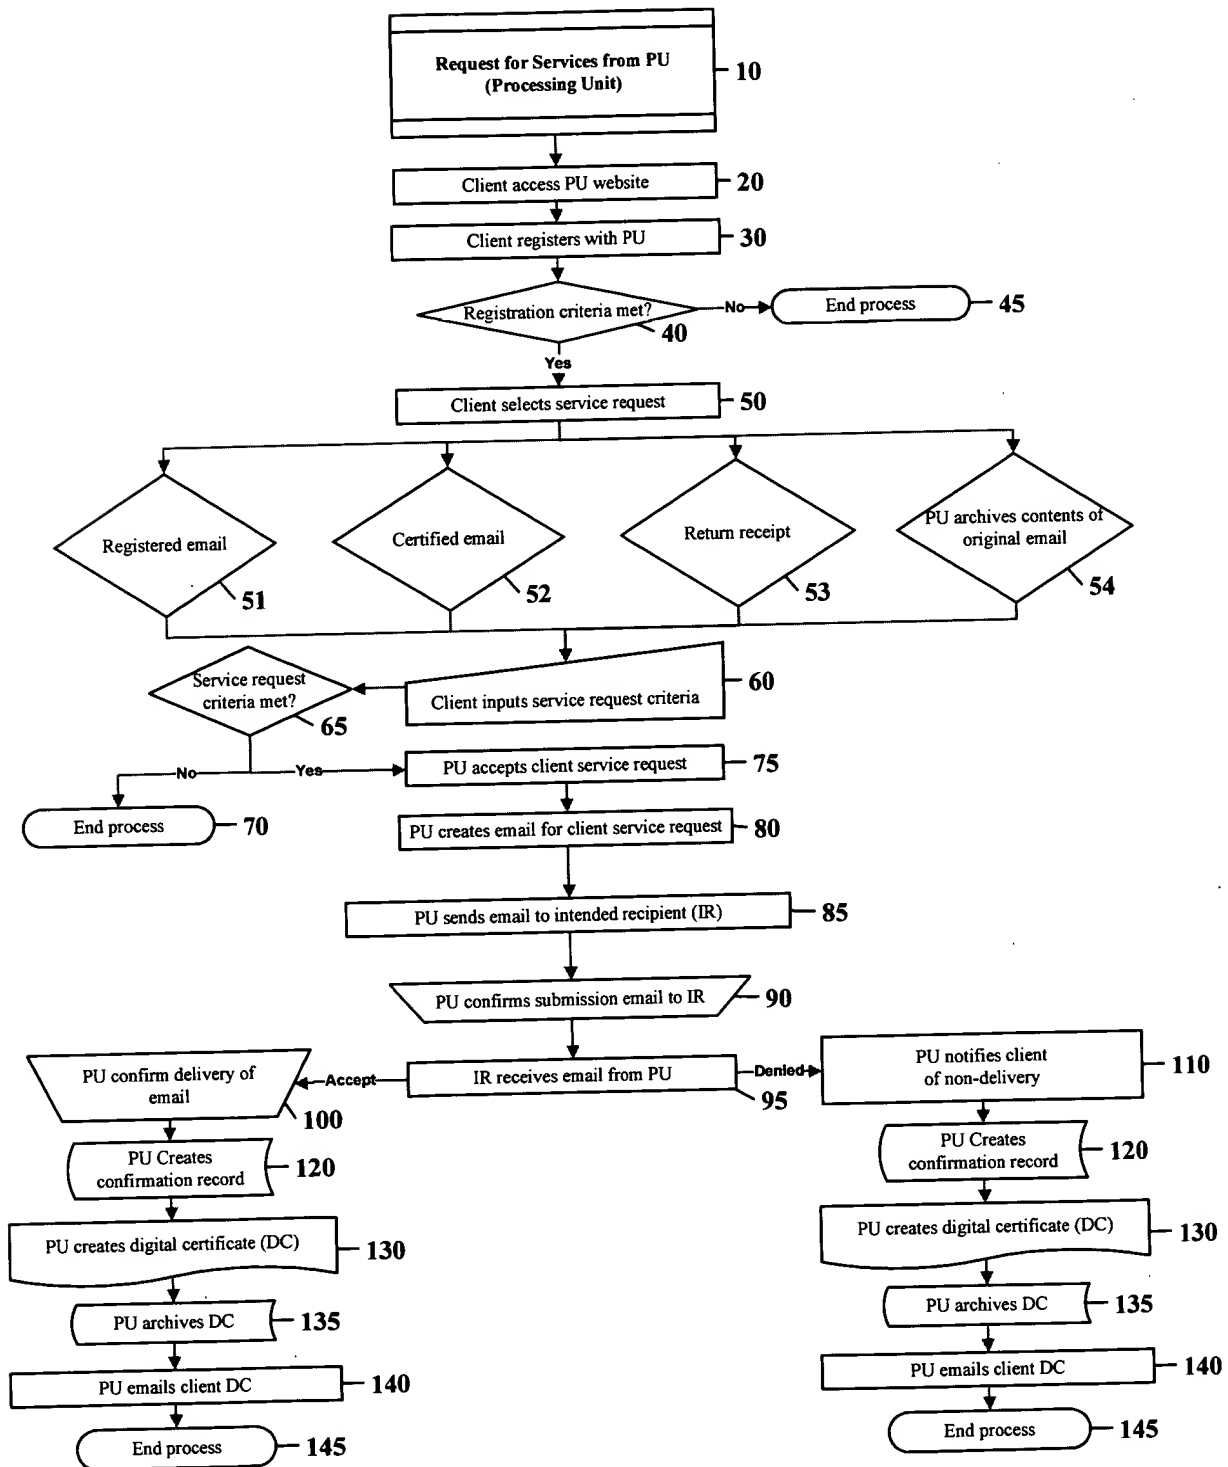 Request for Services from PU
(Processing Unit)
10
Client access PU website
20
Client registers with PU
30
Registration criteria met?
40
No
End process
45
Yes
Client selects service request
50
Registered email
51
Certified email
52
Return receipt
53
PU archives contents of
original email
54
Service request
criteria met?
65
Client inputs service request criteria
60
No
Yes
PU accepts client service request
75
End process
70
PU creates email for client service request
80
PU sends email to intended recipient (IR)
85
PU confirms submission email to IR
90
IR receives email from PU
95
Accept
Denied
PU confirm delivery of
email
100
PU Creates
confirmation record
120
PU creates digital certificate (DC)
130
PU archives DC
135
PU emails client DC
140
End process
145
PU notifies client
of non-delivery
110
PU Creates
confirmation record
120
PU creates digital certificate (DC)
130
PU archives DC
135
PU emails client DC
140
End process
145